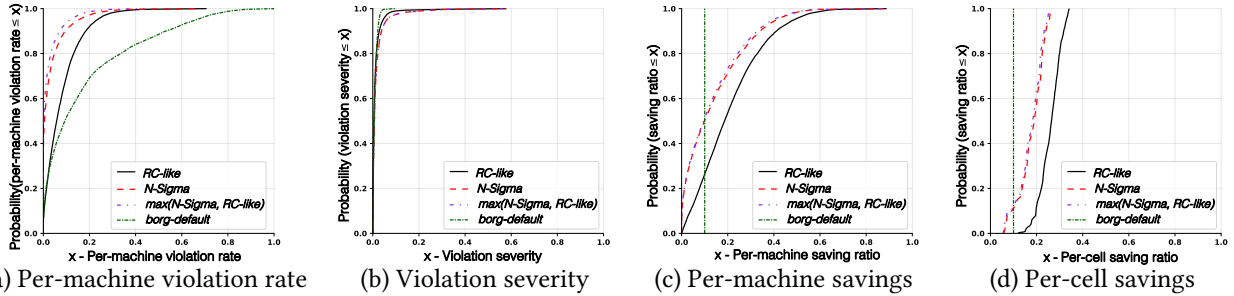 Probability(per-machine violation rate ≤ x)
1.0
0.8
0.6
0.4
0.2
0.0
0.0 0.2 0.4 0.6 0.8 1.0
RC-like
N-Sigma
max(N-Sigma, RC-like)
borg-default
x - Per-machine violation rate
) Per-machine violation rate
Probability (violation severity ≤ x)
1.0
0.8
0.6
0.4
0.2
0.0
0.0 0.2 0.4 0.6 0.8 1.0
RC-like
N-Sigma
max(N-Sigma, RC-like)
borg-default
x - Violation severity
(b) Violation severity
Probability (saving ratio ≤ x)
1.0
0.8
0.6
0.4
0.2
0.0
0.0 0.2 0.4 0.6 0.8 1.0
RC-like
N-Sigma
max(N-Sigma, RC-like)
borg-default
x - Per-machine saving ratio
(c) Per-machine savings
Probability (saving ratio ≤ x)
1.0
0.8
0.6
0.4
0.2
0.0
0.0 0.2 0.4 0.6 0.8 1.0
RC-like
N-Sigma
max(N-Sigma, RC-like)
borg-default
x - Per-cell saving ratio
(d) Per-cell savings